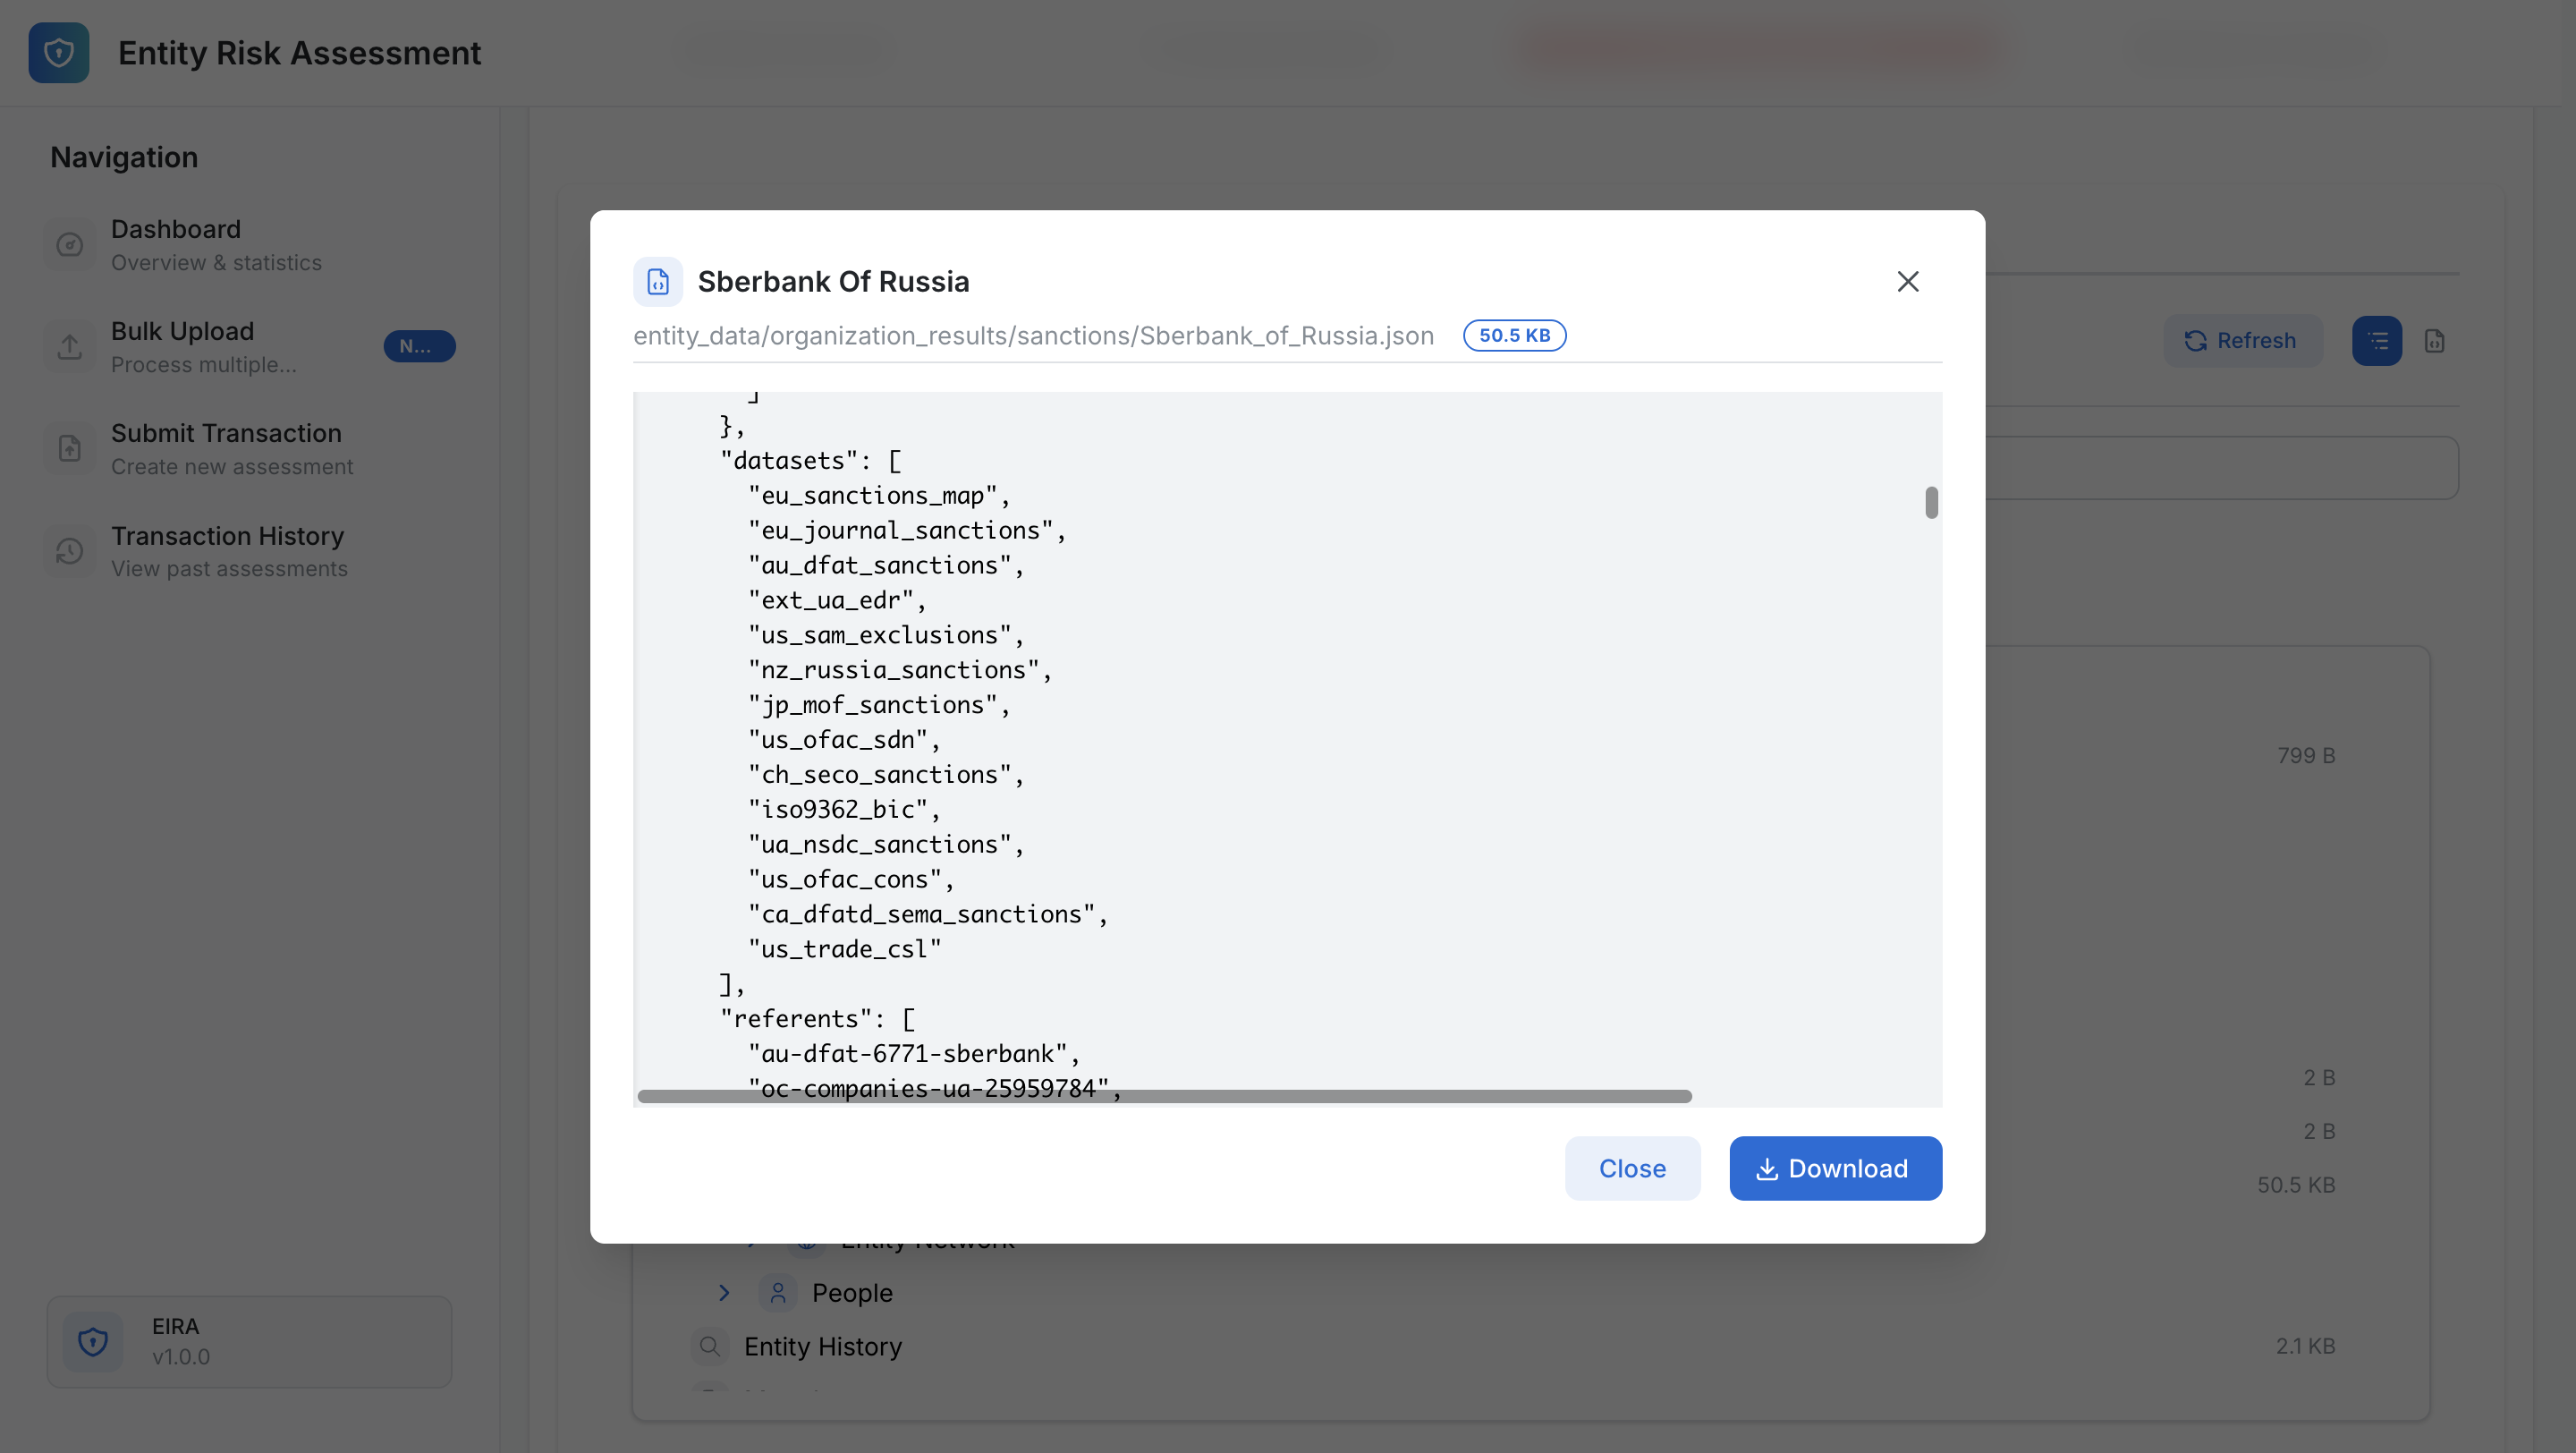 Entity Risk Assessment
Navigation
Dashboard
Overview & statistics
Bulk Upload
Process multiple...
N...
Submit Transaction
Create new assessment
Transaction History
View past assessments
EIRA
v1.0.0
Sberbank Of Russia
entity_data/organization_results/sanctions/Sberbank_of_Russia.json
50.5 KB
]
},
"datasets": [
"eu_sanctions_map",
"eu_journal_sanctions",
"au_dfat_sanctions",
"ext_ua_edr",
"us_sam_exclusions",
"nz_russia_sanctions",
"jp_mof_sanctions",
"us_ofac_sdn",
"ch_seco_sanctions",
"iso9362_bic",
"ua_nsdc_sanctions",
"us_ofac_cons",
"ca_dfatd_sema_sanctions",
"us_trade_csl"
],
"referents": [
"au-dfat-6771-sberbank",
"oc-companies-ua-25959784",
Close
Download
Refresh
799 B
2 B
2 B
50.5 KB
Entity Network
People
Entity History
2.1 KB